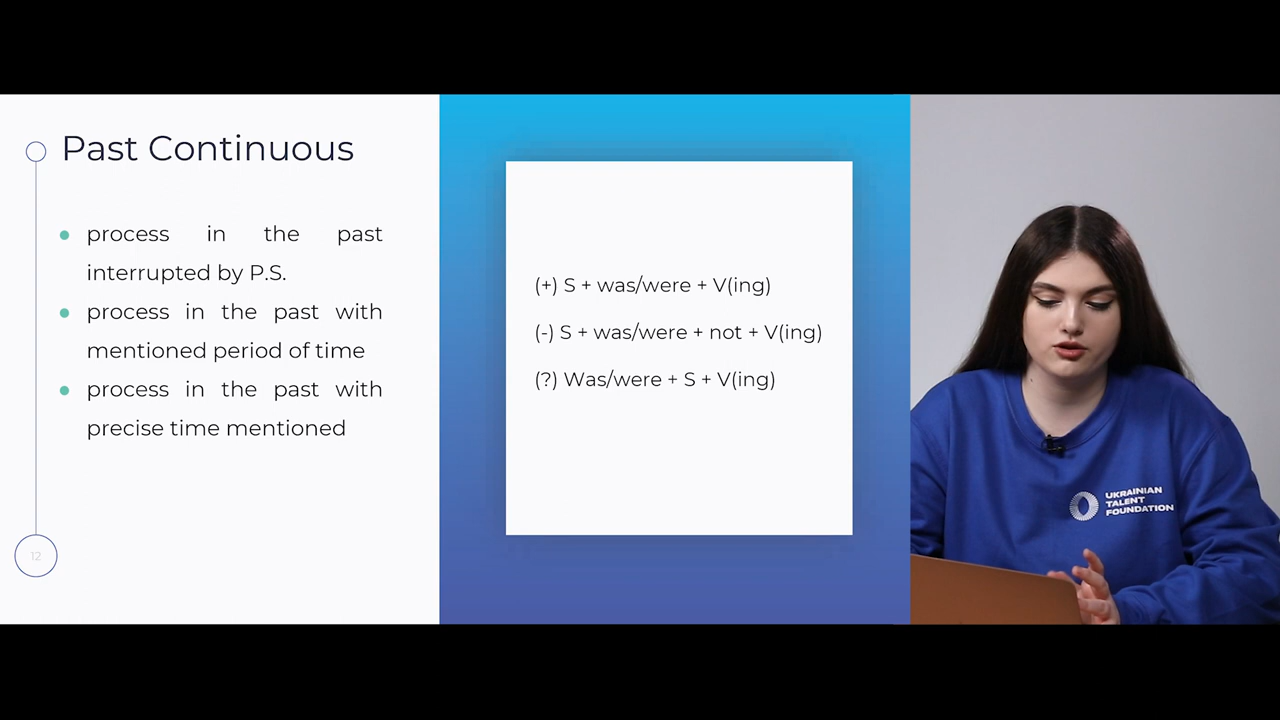 Past Continuous
process in the past
interrupted by P.S.
process in the past with
mentioned period of time
process in the past with
precise time mentioned
12
(+) S + was/were + V(ing)
(-) S + was/were + not + V(ing)
(?) Was/were + S + V(ing)
UKRAINIAN
TALENT
FOUNDATION